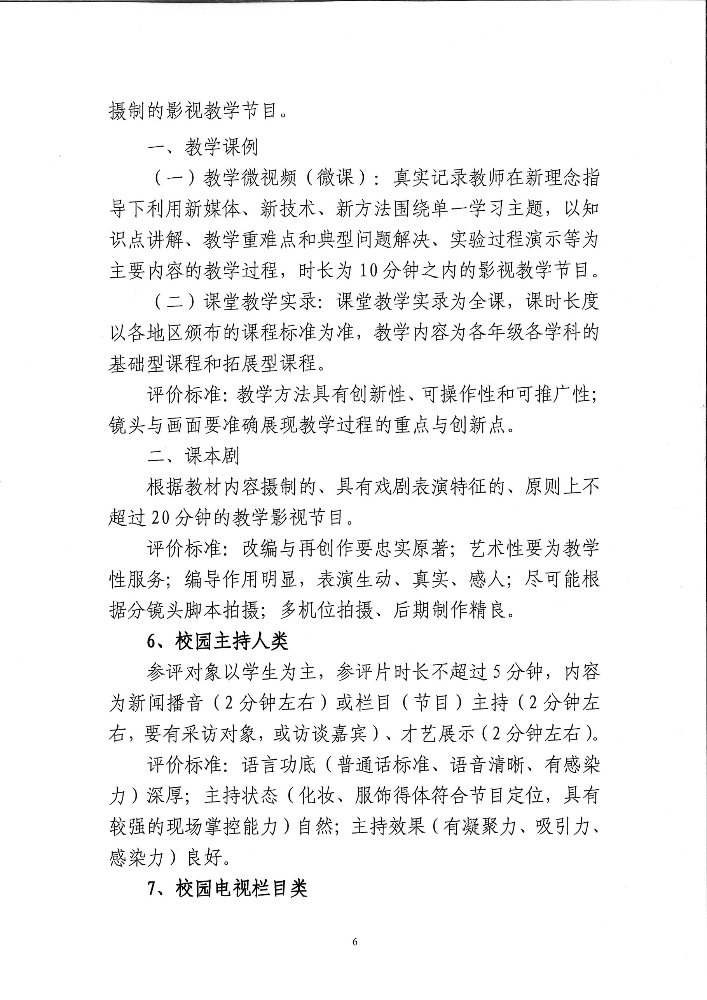 摄制的影视教学节目。
一、教学课例
（一）教学微视频（微课）：真实记录教师在新理念指
导下利用新媒体、新技术、新方法围绕单一学习主题，以知
识点讲解、教学重难点和典型问题解决、实验过程演示等为
主要内容的教学过程，时长为 10 分钟之内的影视教学节目。
（二）课堂教学实录：课堂教学实录为全课，课时长度
以各地区颁布的课程标准为准，教学内容为各年级各学科的
基础型课程和拓展型课程。
评价标准：教学方法具有创新性、可操作性和可推广性；
镜头与画面要准确展现教学过程的重点与创新点。
二、课本剧
根据教材内容摄制的、具有戏剧表演特征的、原则上不
超过 20 分钟的教学影视节目。
评价标准：改编与再创作要忠实原著；艺术性要为教学
性服务；编导作用明显，表演生动、真实、感人；尽可能根
据分镜头脚本拍摄；多机位拍摄、后期制作精良。
6、校园主持人类
参评对象以学生为主，参评片时长不超过 5 分钟，内容
为新闻播音（2 分钟左右）或栏目（节目）主持（2 分钟左
右，要有采访对象，或访谈嘉宾）、才艺展示（2 分钟左右）。
评价标准：语言功底（普通话标准、语音清晰、有感染
力）深厚；主持状态（化妆、服饰得体符合节目定位，具有
较强的现场掌控能力）自然；主持效果（有凝聚力、吸引力、
感染力）良好。
7、校园电视栏目类
6